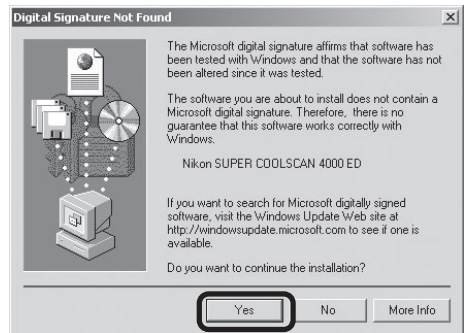 Digital Signature Not Found
The Microsoft digital signature affirms that software has
been tested with Windows and that the software has not
been altered since it was tested.
The software you are about to install does not contain a
Microsoft digital signature. Therefore, there is no
guarantee that this software works correctly with
Windows.
Nikon SUPER COOLSCAN 4000 ED
If you want to search for Microsoft digitally signed
software, visit the Windows Update Web site at
http://windowsupdate.microsoft.com to see if one is
available.
Do you want to continue the installation?
Yes No More Info